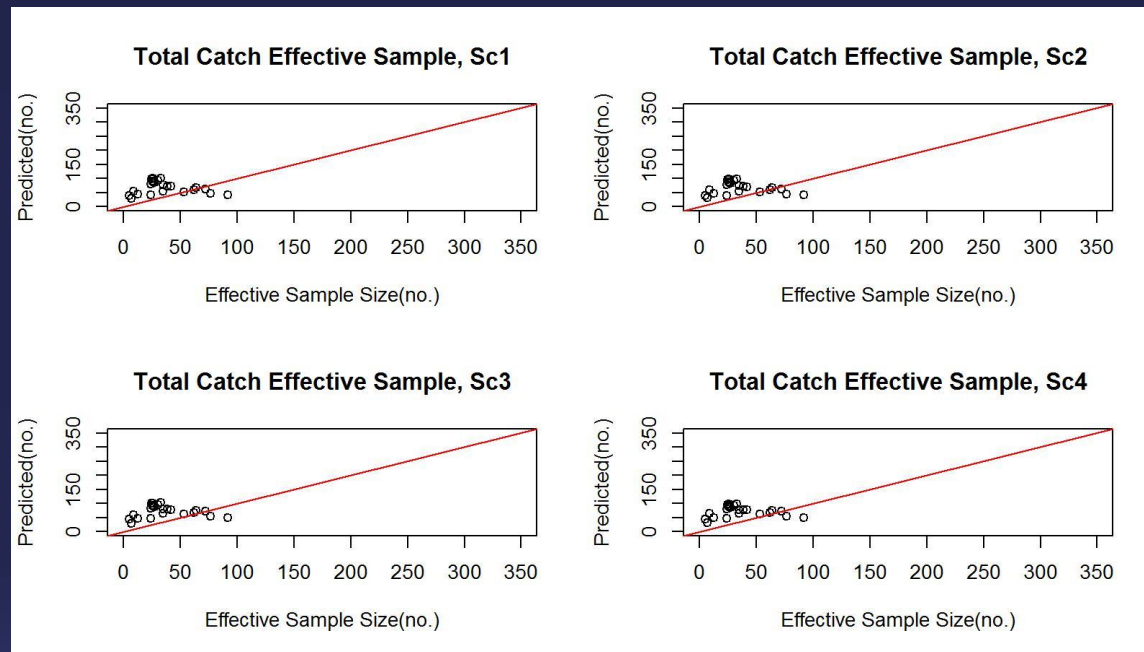 Total Catch Effective Sample, Sc1
Predicted(no.)
350
150
0
0 50 100 150 200 250 300 350
Effective Sample Size(no.)
Total Catch Effective Sample, Sc2
Predicted(no.)
350
150
0
0 50 100 150 200 250 300 350
Effective Sample Size(no.)
Total Catch Effective Sample, Sc3
Predicted(no.)
350
150
0
0 50 100 150 200 250 300 350
Effective Sample Size(no.)
Total Catch Effective Sample, Sc4
Predicted(no.)
350
150
0
0 50 100 150 200 250 300 350
Effective Sample Size(no.)